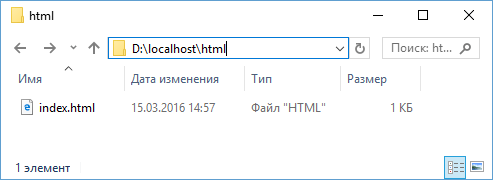 html
D:\localhost\html
Поиск: ht...
Имя Дата изменения Тип Размер
index.html 15.03.2016 14:57 Файл "HTML" 1 КБ
1 элемент